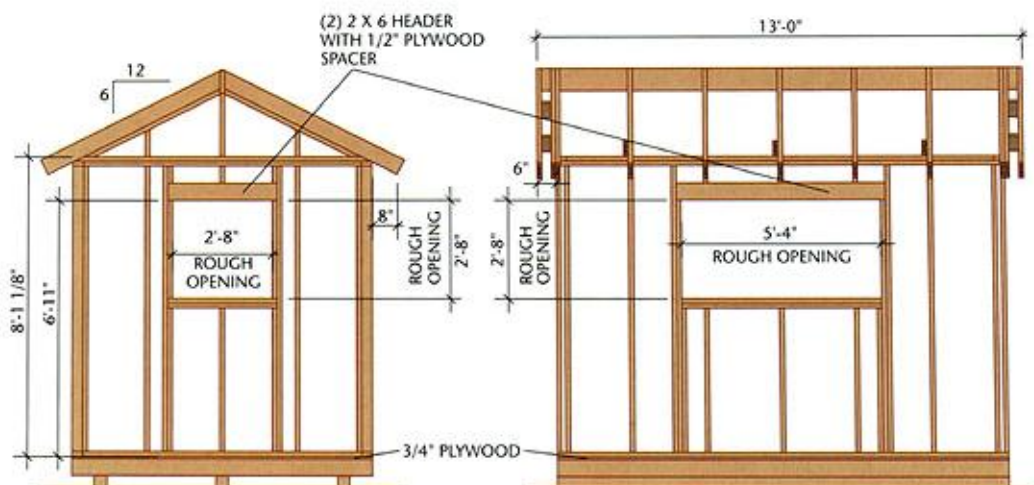 (2) 2 X 6 HEADER
WITH 1/2" PLYWOOD
SPACER
13'-0"
12
6
6"
8"
2'-8"
ROUGH
OPENING
ROUGH
OPENING
2'-8"
2'-8"
ROUGH
OPENING
5'-4"
ROUGH OPENING
8'-1 1/8"
6'-11"
3/4" PLYWOOD